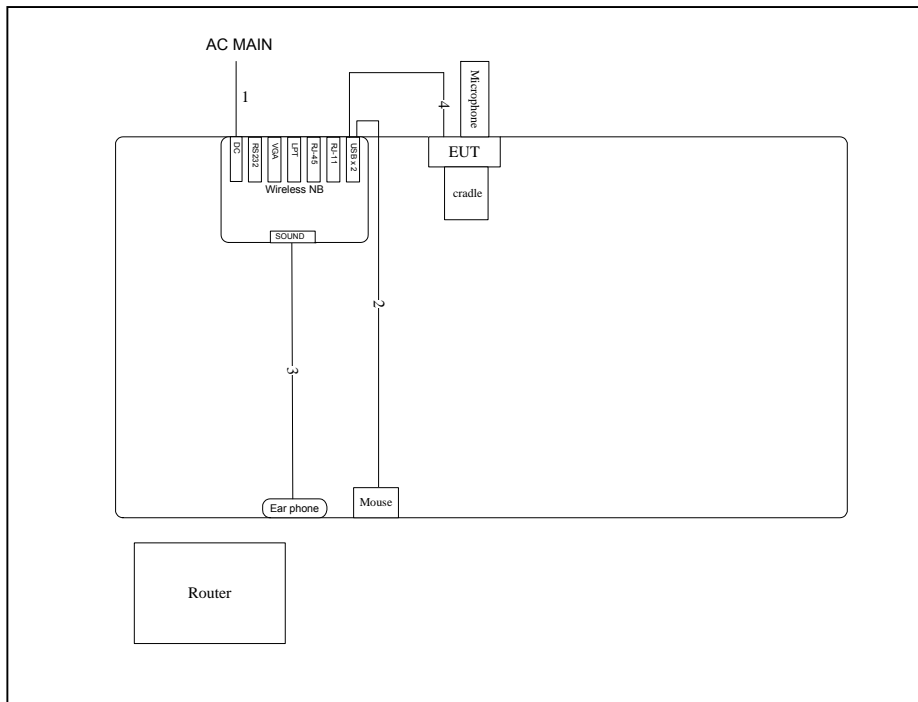 AC MAIN
1
4
Microphone
DC
RS232
VGA
LPT
RJ-45
RJ-11
USB x 2
EUT
Wireless NB
cradle
SOUND
2
3
Ear phone
Mouse
Router